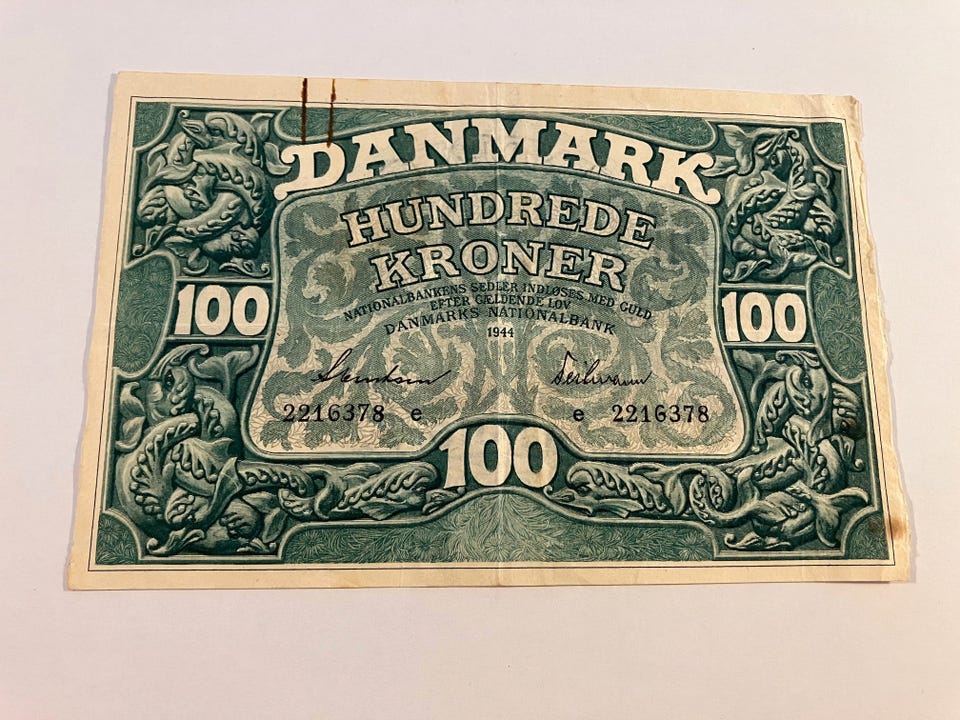 DANMARK
HUNDREDE
KRONER
NATIONALBANKENS SEDLER INDLØSES MED GULD
EFTER GÆLDENDE LOV
DANMARKS NATIONALBANK
1944
100
100
2216378 e
e 2216378
100